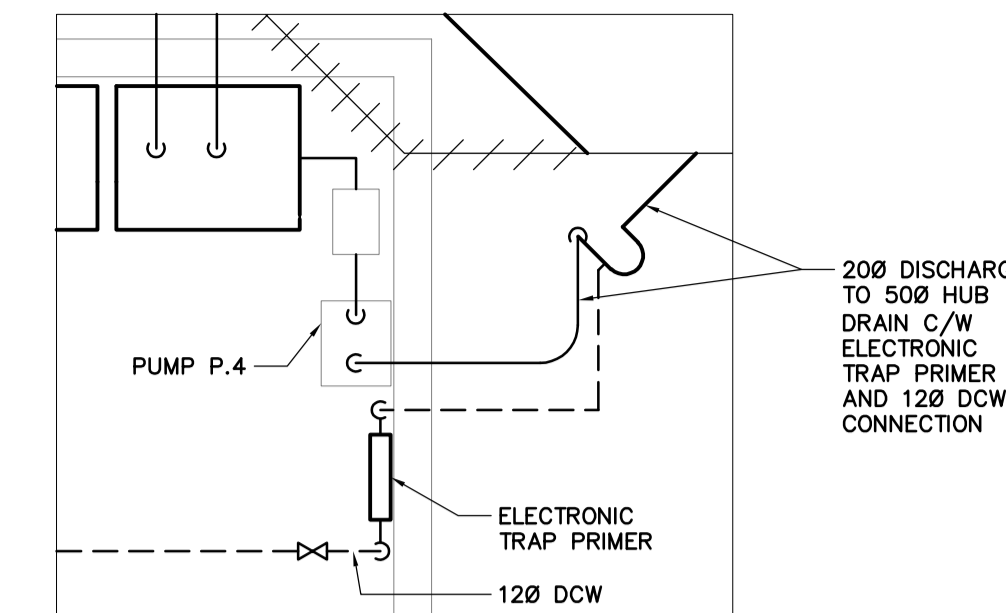 PUMP P.4
20Ø
TO 50Ø HUB
DRAIN C/W
ELECTRONIC
TRAP PRIMER
AND 12Ø DCW
CONNECTION
ELECTRONIC
TRAP PRIMER
12Ø DCW